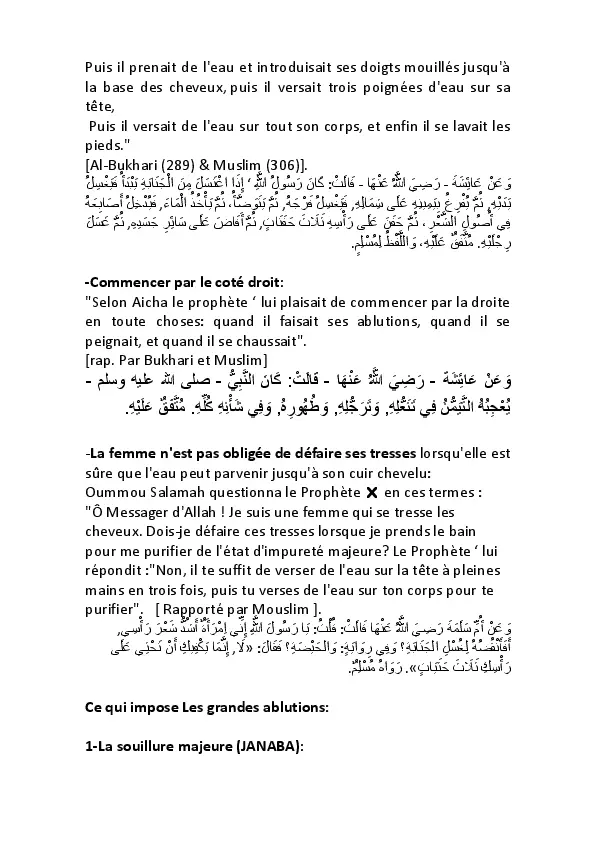 Puis il prenait de l'eau et introduisait ses doigts mouillés jusqu'à
la base des cheveux, puis il versait trois poignées d'eau sur sa
tête,
Puis il versait de l'eau sur tout son corps, et enfin il se lavait les
pieds."
[Al-Bukhari (289) & Muslim (306)].
وَعَنْ عَائِشَةَ - رَضِيَ اللَّهُ عَنْهَا - قَالَتْ: كَانَ رَسُولُ اللَّهِ ‘ إِذَا اغْتَسَلَ مِنَ الْجَنَابَةِ يَبْدَأُ فَيَغْسِلُ
يَدَيْهِ, ثُمَّ يُفْرِغُ بِيَمِينِهِ عَلَى شِمَالِهِ, فَيَغْسِلُ فَرْجَهُ, ثُمَّ يَتَوَضَّأُ, ثُمَّ يَأْخُذُ الْمَاءَ, فَيُدْخِلُ أَصَابِعَهُ
فِي أُصُولِ الشَّعْرِ, ثُمَّ حَفَنَ عَلَى رَأْسِهِ ثَلَاثَ حَفَنَاتٍ, ثُمَّ أَفَاضَ عَلَى سَائِرِ جَسَدِهِ, ثُمَّ غَسَلَ
رِجْلَيْهِ. مُتَّفَقٌ عَلَيْهِ, وَاللَّفْظُ لِمُسْلِمٍ.
-Commencer par le coté droit:
"Selon Aicha le prophète ‘ lui plaisait de commencer par la droite
en toute choses: quand il faisait ses ablutions, quand il se
peignait, et quand il se chaussait".
[rap. Par Bukhari et Muslim]
وَعَنْ عَائِشَةَ - رَضِيَ اللَّهُ عَنْهَا - قَالَتْ: كَانَ النَّبِيُّ - صلى الله عليه وسلم -
يُعْجِبُهُ التَّيَمُّنُ فِي تَنَعُّلِهِ, وَتَرَجُّلِهِ, وَطُهُورِهُ, وَفِي شَأْنِهِ كُلِّهِ. مُتَّفَقٌ عَلَيْهِ.
-La femme n'est pas obligée de défaire ses tresses lorsqu'elle est
sûre que l'eau peut parvenir jusqu'à son cuir chevelu:
Oummou Salamah questionna le Prophète ✗ en ces termes :
"Ô Messager d'Allah ! Je suis une femme qui se tresse les
cheveux. Dois-je défaire ces tresses lorsque je prends le bain
pour me purifier de l'état d'impureté majeure? Le Prophète ‘ lui
répondit :"Non, il te suffit de verser de l'eau sur la tête à pleines
mains en trois fois, puis tu verses de l'eau sur ton corps pour te
purifier". [ Rapporté par Mouslim ].
وَعَنْ أُمِّ سَلَمَةَ رَضِيَ اللَّهُ عَنْهَا قَالَتْ: قُلْتُ: يَا رَسُولَ اللَّهِ إِنِّي اِمْرَأَةٌ أَشُدُّ شَعْرَ رَأْسِي,
أَفَأَنْقُضُهُ لِغُسْلِ الْجَنَابَةِ؟ وَفِي رِوَايَةٍ: وَالْحَيْضَةِ؟ فَقَالَ: «لَا, إِنَّمَا يَكْفِيكِ أَنْ تَحْثِي عَلَى
رَأْسِكِ ثَلَاثَ حَثَيَاتٍ». رَوَاهُ مُسْلِمٌ.
Ce qui impose Les grandes ablutions:
1-La souillure majeure (JANABA):